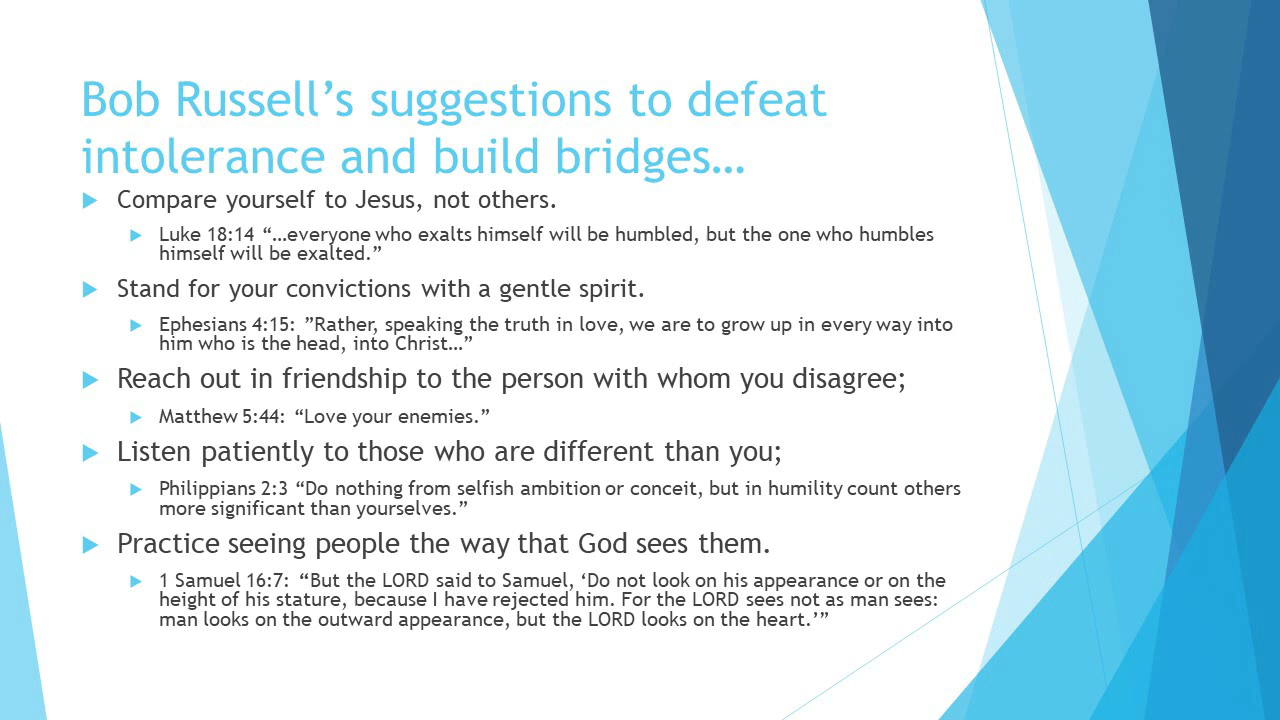 Bob Russell’s suggestions to defeat
intolerance and build bridges…
Compare yourself to Jesus, not others.
Luke 18:14 “…everyone who exalts himself will be humbled, but the one who humbles
himself will be exalted.”
Stand for your convictions with a gentle spirit.
Ephesians 4:15: ”Rather, speaking the truth in love, we are to grow up in every way into
him who is the head, into Christ…”
Reach out in friendship to the person with whom you disagree;
Matthew 5:44: “Love your enemies.”
Listen patiently to those who are different than you;
Philippians 2:3 “Do nothing from selfish ambition or conceit, but in humility count others
more significant than yourselves.”
Practice seeing people the way that God sees them.
1 Samuel 16:7: “But the LORD said to Samuel, ‘Do not look on his appearance or on the
height of his stature, because I have rejected him. For the LORD sees not as man sees:
man looks on the outward appearance, but the LORD looks on the heart.’”